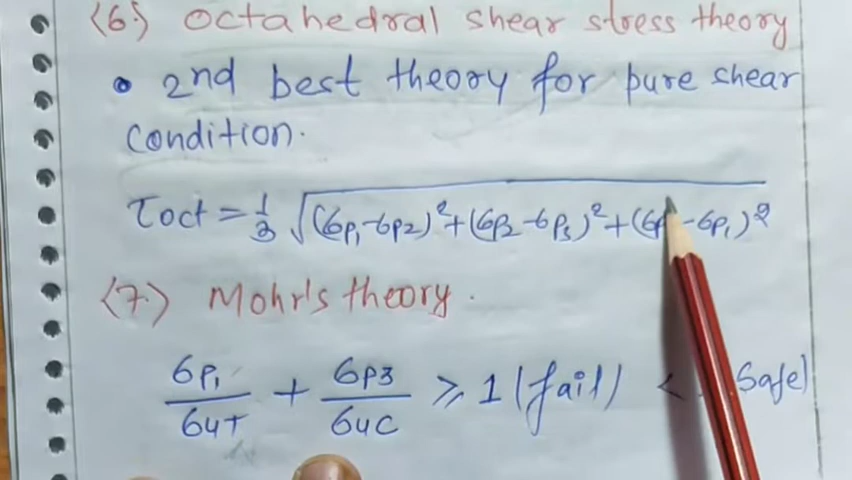 (6.) Octahedral shear stress theory
• 2nd best theory for pure shear
condition.
τoct = 1/3 √(σp₁-σp₂)² + (σp₂-σp₃)² + (σp -σp₁)²
(7.) Mohr's theory.
σp₁/σut + σp₃/σuc ≥ 1 (fail) < Safe)